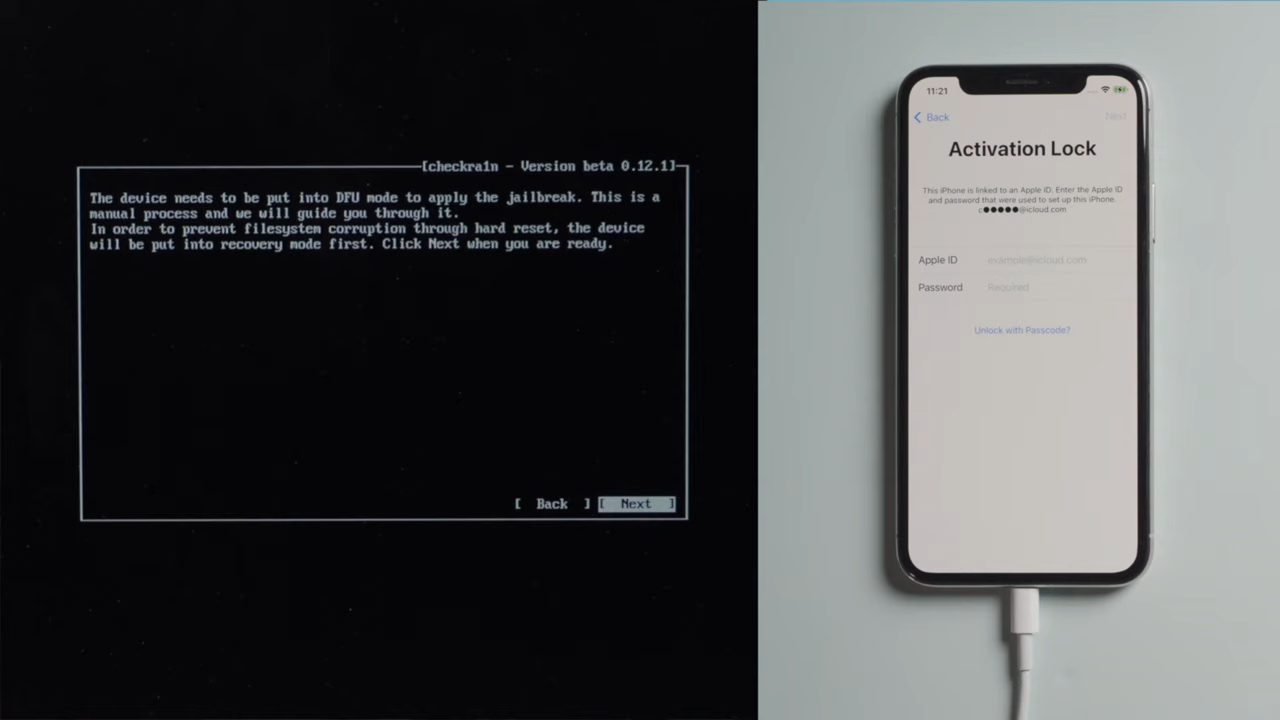 [checkra1n - Version beta 0.12.1]
The device needs to be put into DFU mode to apply the jailbreak. This is a
manual process and we will guide you through it.
In order to prevent filesystem corruption through hard reset, the device
will be put into recovery mode first. Click Next when you are ready.
[ Back ] [ Next ]
11:21
Back Next
Activation Lock
This iPhone is linked to an Apple ID. Enter the Apple ID
and password that were used to set up this iPhone.
c●●●●●@icloud.com
Apple ID example@icloud.com
Password Required
Unlock with Passcode?